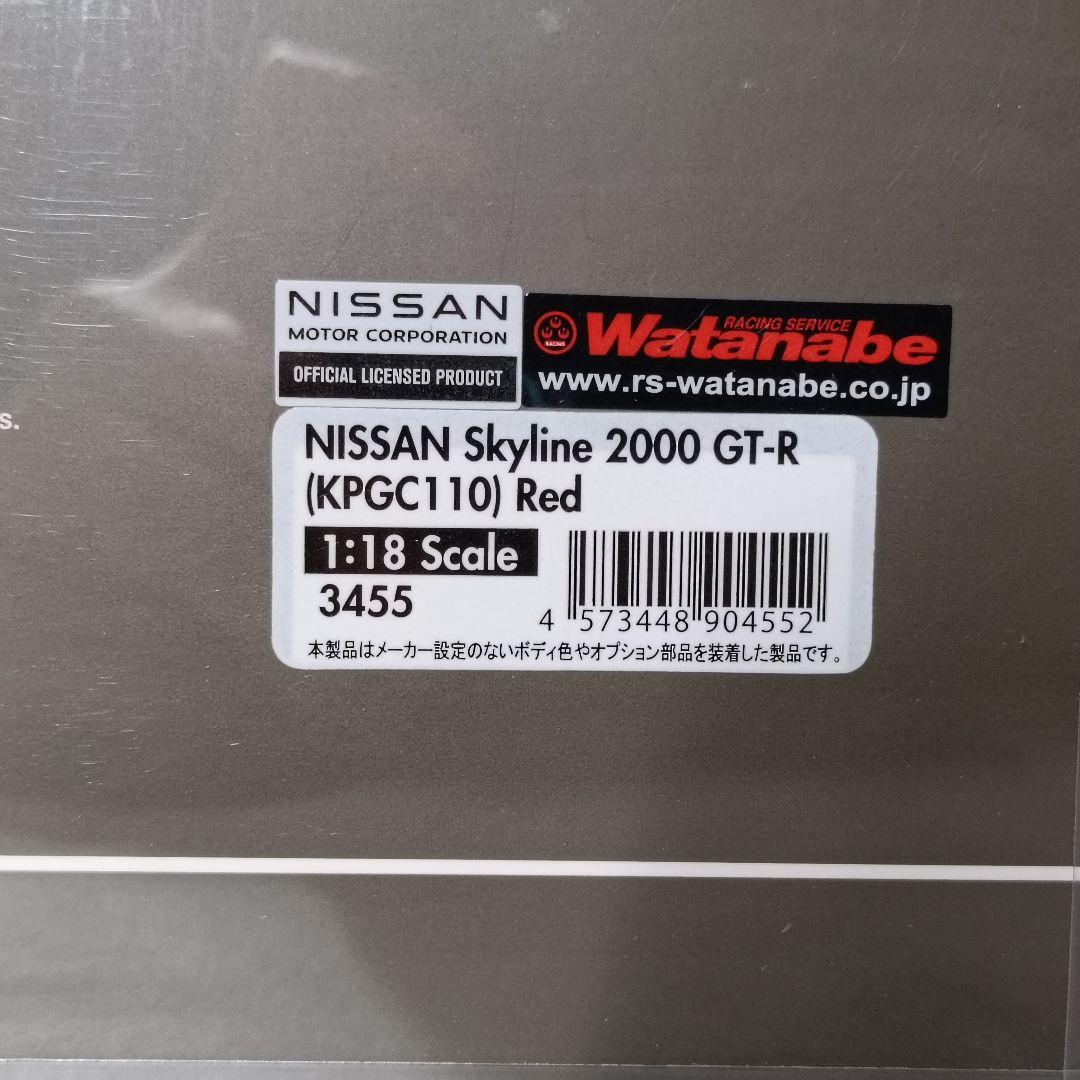 NISSAN
MOTOR CORPORATION
OFFICIAL LICENSED PRODUCT
RACING
RACING SERVICE
Watanabe
www.rs-watanabe.co.jp
s.
NISSAN Skyline 2000 GT-R
(KPGC110) Red
1:18 Scale
3455
4 573448 904552
本製品はメーカー設定のないボディ色やオプション部品を装着した製品です。